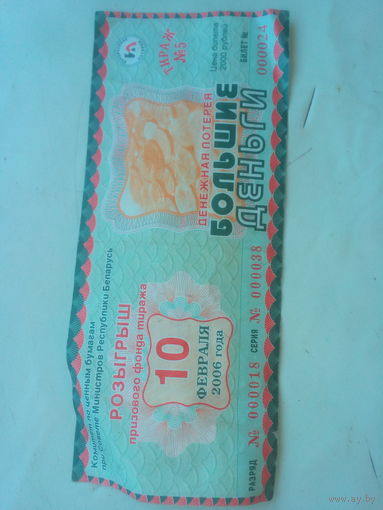 Комитет по ценным бумагам
при Совете Министров Республики Беларусь
РОЗЫГРЫШ
призового фонда тиража
10
ФЕВРАЛЯ
2006 года
РАЗРЯД № 000018 СЕРИЯ № 000038
ТИРАЖ
№5
Цена билета
2000 рублей
ДЕНЕЖНАЯ ЛОТЕРЕЯ
БОЛЬШИЕ
ДЕНЬГИ
БИЛЕТ №
000024
www.ay.by